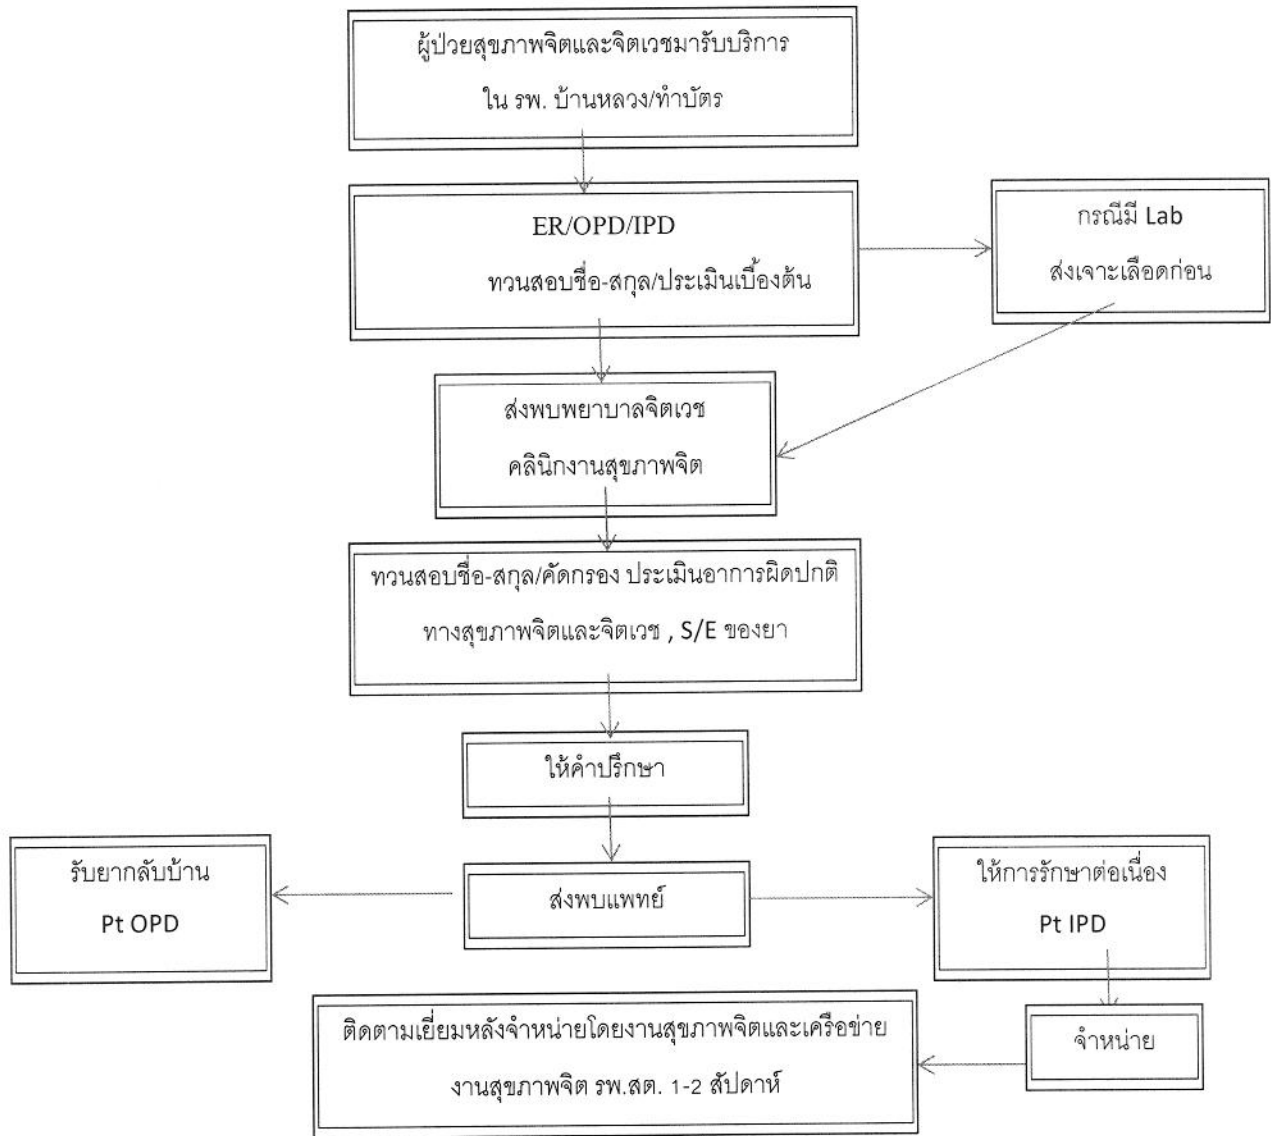 ผู้ป่วยสุขภาพจิตและจิตเวชมารับบริการ
ใน รพ. บ้านหลวง/ทำบัตร
ER/OPD/IPD
ทวนสอบชื่อ-สกุล/ประเมินเบื้องต้น
กรณีมี Lab
ส่งเจาะเลือดก่อน
ส่งพบพยาบาลจิตเวช
คลินิกงานสุขภาพจิต
ทวนสอบชื่อ-สกุล/คัดกรอง ประเมินอาการผิดปกติ
ทางสุขภาพจิตและจิตเวช , S/E ของยา
ให้คำปรึกษา
ส่งพบแพทย์
รับยากลับบ้าน
Pt OPD
ให้การรักษาต่อเนื่อง
Pt IPD
จำหน่าย
ติดตามเยี่ยมหลังจำหน่ายโดยงานสุขภาพจิตและเครือข่าย
งานสุขภาพจิต รพ.สต. 1-2 สัปดาห์